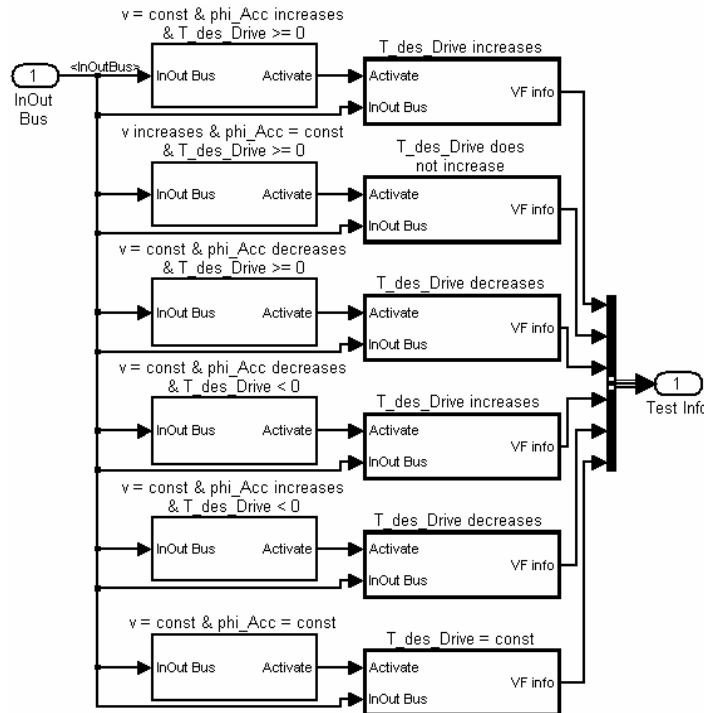 v = const & phi_Acc increases
& T_des_Drive >= 0
T_des_Drive increases
1
<InOutBus>
InOut Bus
Activate
Activate
InOut Bus
VF info
InOut
Bus
v increases & phi_Acc = const
& T_des_Drive >= 0
T_des_Drive does
not increase
InOut Bus
Activate
Activate
InOut Bus
VF info
v = const & phi_Acc decreases
& T_des_Drive >= 0
T_des_Drive decreases
InOut Bus
Activate
Activate
InOut Bus
VF info
v = const & phi_Acc decreases
& T_des_Drive < 0
T_des_Drive increases
InOut Bus
Activate
Activate
InOut Bus
VF info
1
Test Info
v = const & phi_Acc increases
& T_des_Drive < 0
T_des_Drive decreases
InOut Bus
Activate
Activate
InOut Bus
VF info
v = const & phi_Acc = const
T_des_Drive = const
InOut Bus
Activate
Activate
InOut Bus
VF info